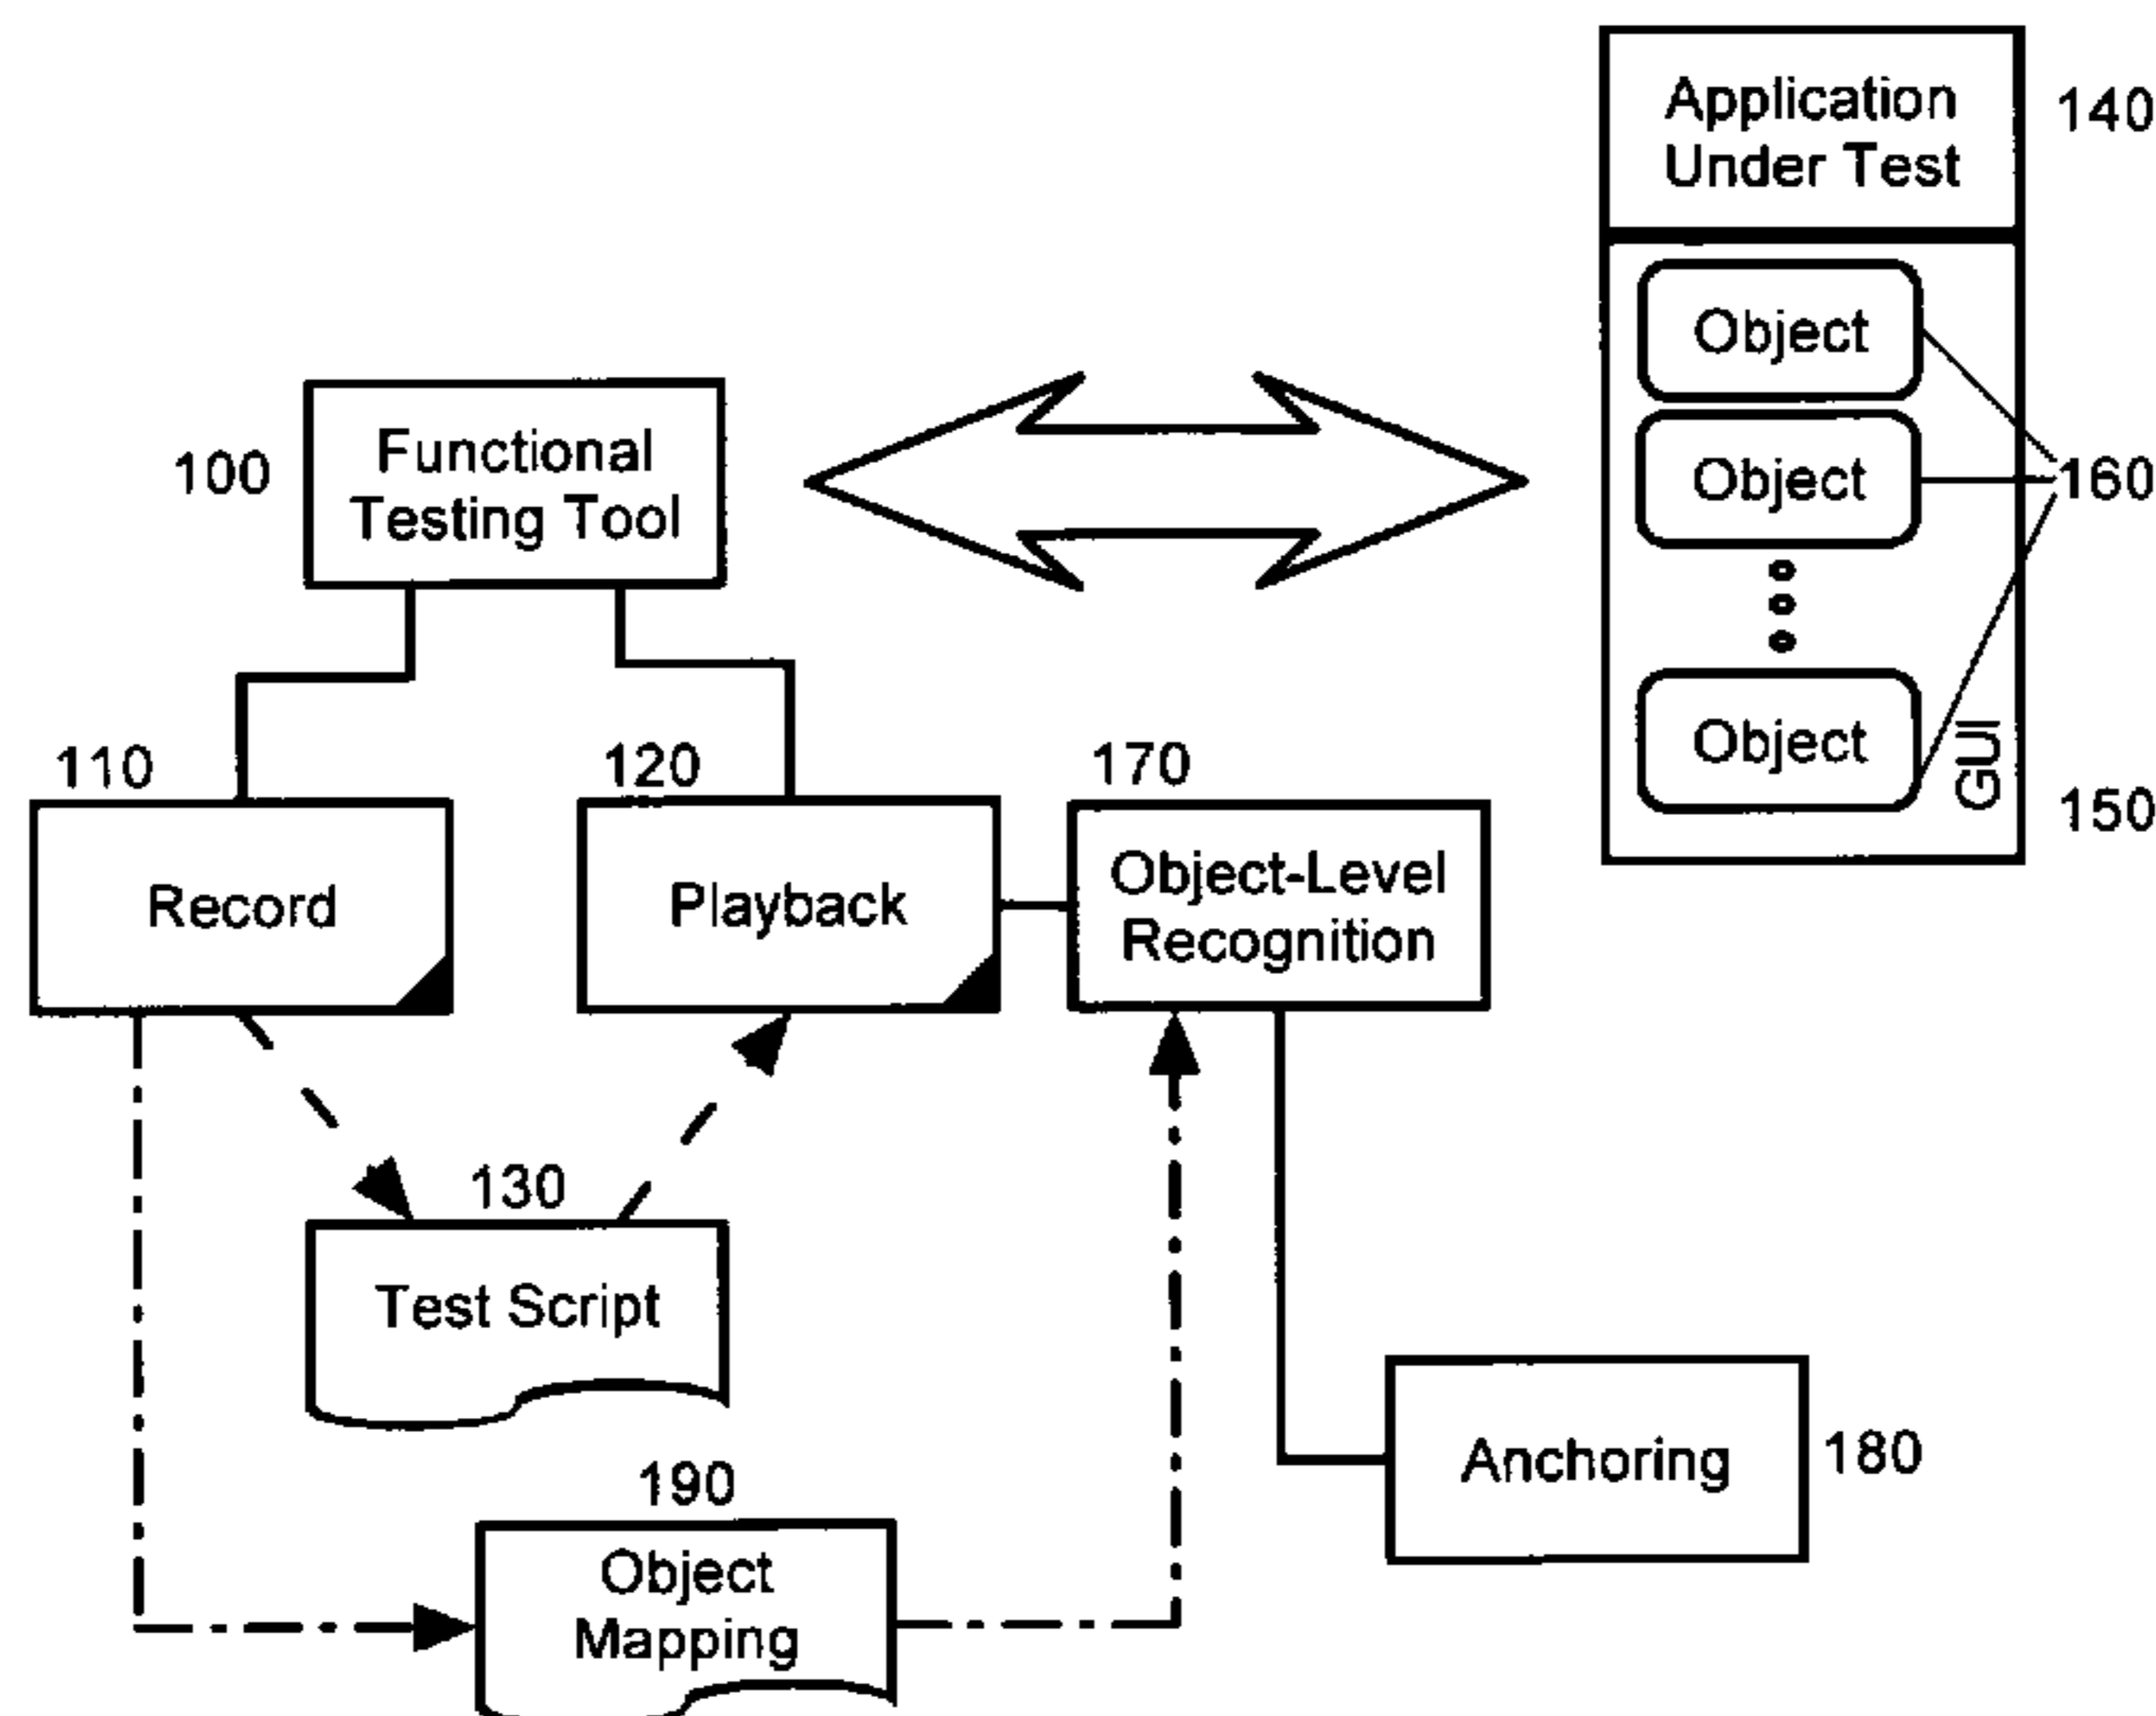 Application
Under Test
140
Object
Functional
Testing Tool
100
Object
160
Object
GUI
150
110
120
170
Record
Playback
Object-Level
Recognition
130
Test Script
Anchoring
180
190
Object
Mapping